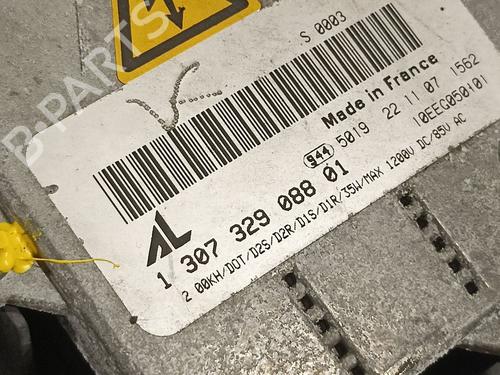 S 0003
B-PARTS
Made in France
944 5019 22 11 07 1562
10EEG050401
AL
1 307 329 088 01
2 00KH/DOT/D2S/D2R/D1S/D1R/35W/MAX 1200V DC/85V AC